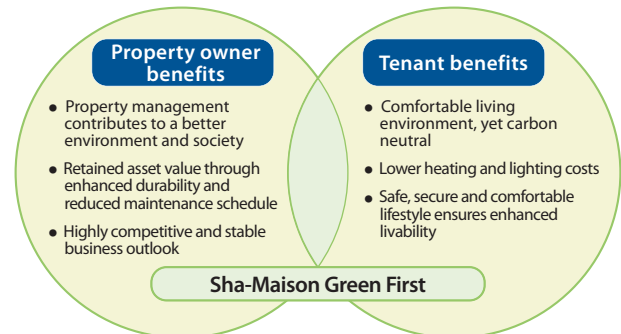 Property owner
benefits
● Property management
contributes to a better
environment and society
● Retained asset value through
enhanced durability and
reduced maintenance schedule
● Highly competitive and stable
business outlook
Tenant benefits
● Comfortable living
environment, yet carbon
neutral
● Lower heating and lighting costs
● Safe, secure and comfortable
lifestyle ensures enhanced
livability
Sha-Maison Green First